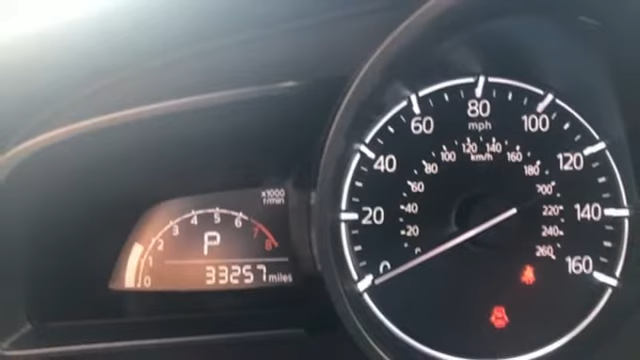 x1000
r/min
0 1 2 3 4 5 6 7 8
P
33257 miles
0 20 40 60 80 100 120 140 160
mph
0 20 40 60 80 100 120 140 160 180 200 220 240 260
km/h